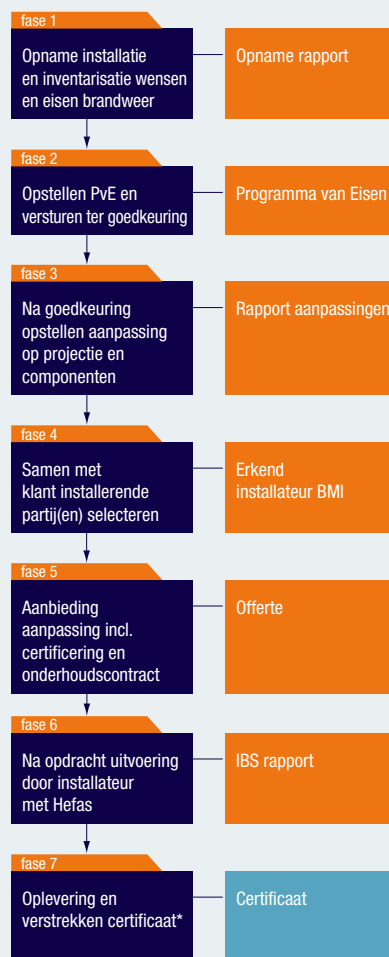 fase 1
Opname installatie
en inventarisatie wensen
en eisen brandweer
Opname rapport
fase 2
Opstellen PvE en
versturen ter goedkeuring
Programma van Eisen
fase 3
Na goedkeuring
opstellen aanpassing
op projectie en
componenten
Rapport aanpassingen
fase 4
Samen met
klant installerende
partij(en) selecteren
Erkend
installateur BMI
fase 5
Aanbieding
aanpassing incl.
certificering en
onderhoudscontract
Offerte
fase 6
Na opdracht uitvoering
door installateur
met Hefas
IBS rapport
fase 7
Oplevering en
verstrekken certificaat*
Certificaat